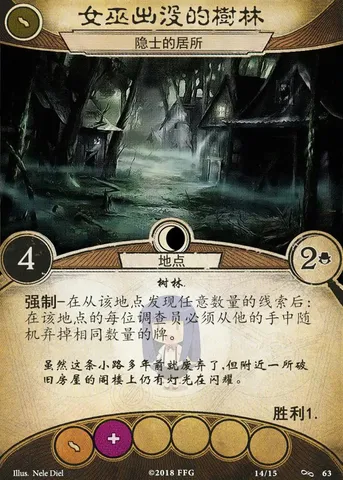 女巫出没的樹林
隐士的居所
4
地点
2
树林.
强制-在从该地点发现任意数量的线索后:
在该地点的每位调查员必须从他的手中随
机弃掉相同数量的牌。
虽然这条小路多年前就废弃了,但附近一所破
旧房屋的阁楼上仍有灯光在闪耀。
胜利1.
Illus. Nele Diel
©2018 FFG
14/15
63